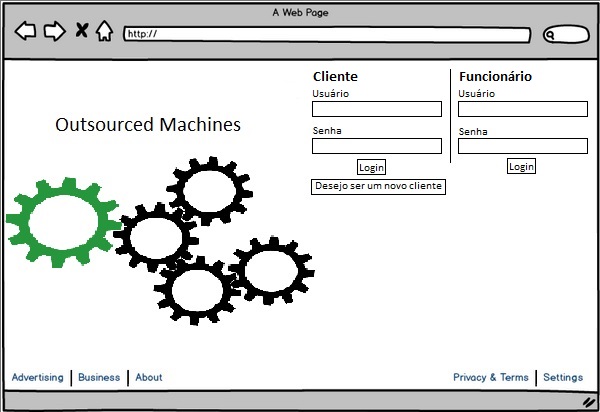 A Web Page
http://
Cliente
Usuário
Senha
Login
Desejo ser um novo cliente
Funcionário
Usuário
Senha
Login
Outsourced Machines
Advertising
Business
About
Privacy & Terms
Settings